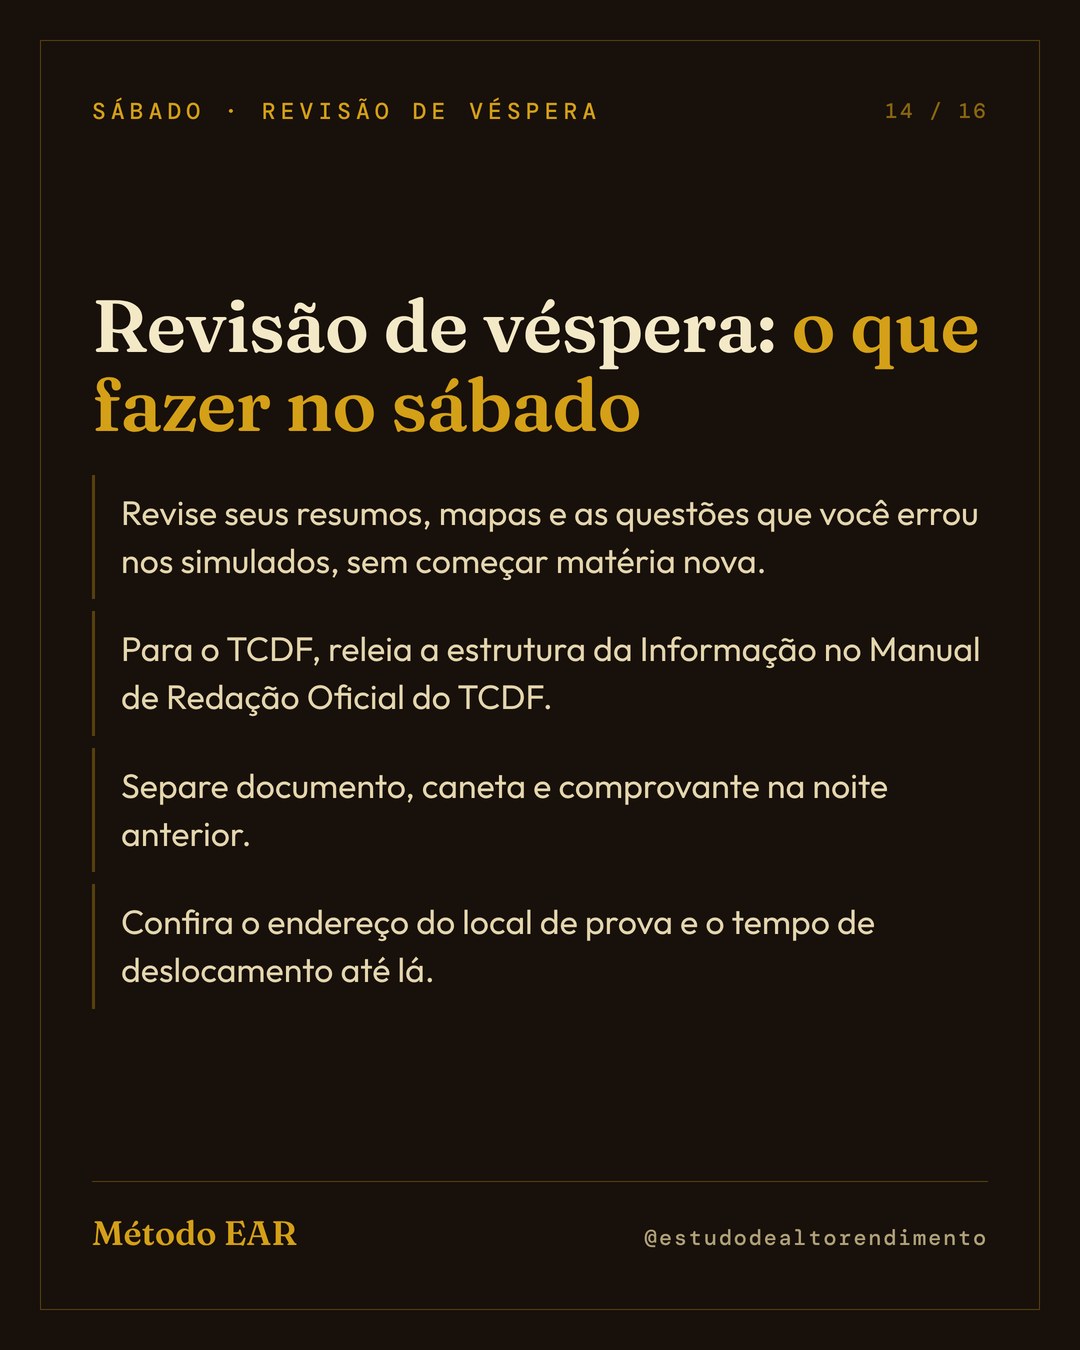 SÁBADO · REVISÃO DE VÉSPERA
14 / 16
Revisão de véspera: o que
fazer no sábado
Revise seus resumos, mapas e as questões que você errou
nos simulados, sem começar matéria nova.
Para o TCDF, releia a estrutura da Informação no Manual
de Redação Oficial do TCDF.
Separe documento, caneta e comprovante na noite
anterior.
Confira o endereço do local de prova e o tempo de
deslocamento até lá.
Método EAR
@estudodealtorendimento